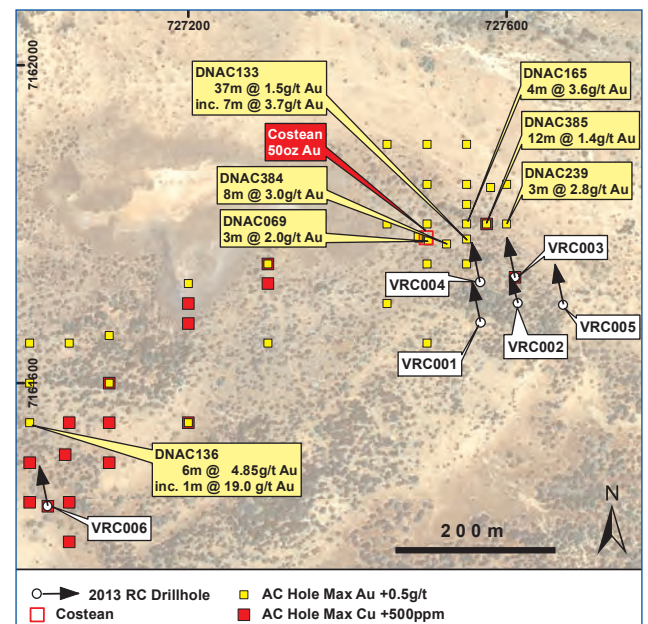 727200
727600
7162000
DNAC133
37m @ 1.5g/t Au
inc. 7m @ 3.7g/t Au
DNAC165
4m @ 3.6g/t Au
Costean
50oz Au
DNAC385
12m @ 1.4g/t Au
DNAC384
8m @ 3.0g/t Au
DNAC239
3m @ 2.8g/t Au
DNAC069
3m @ 2.0g/t Au
VRC003
VRC004
VRC005
VRC002
VRC001
7161600
DNAC136
6m @ 4.85g/t Au
inc. 1m @ 19.0 g/t Au
VRC006
N
200m
2013 RC Drillhole
AC Hole Max Au +0.5g/t
Costean
AC Hole Max Cu +500ppm